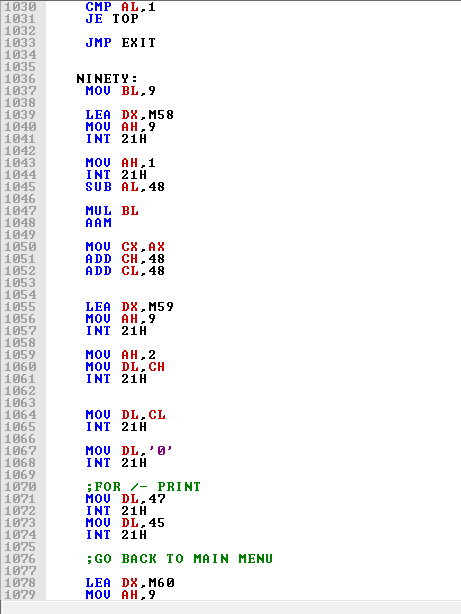 1030 CMP AL,1
1031 JE TOP
1032
1033 JMP EXIT
1034
1035
1036 NINETY:
1037 MOV BL,9
1038
1039 LEA DX,M58
1040 MOV AH,9
1041 INT 21H
1042
1043 MOV AH,1
1044 INT 21H
1045 SUB AL,48
1046
1047 MUL BL
1048 AAM
1049
1050 MOV CX,AX
1051 ADD CH,48
1052 ADD CL,48
1053
1054
1055 LEA DX,M59
1056 MOV AH,9
1057 INT 21H
1058
1059 MOV AH,2
1060 MOV DL,CH
1061 INT 21H
1062
1063
1064 MOV DL,CL
1065 INT 21H
1066
1067 MOV DL,'0'
1068 INT 21H
1069
1070 ;FOR /- PRINT
1071 MOV DL,47
1072 INT 21H
1073 MOV DL,45
1074 INT 21H
1075
1076 ;GO BACK TO MAIN MENU
1077
1078 LEA DX,M60
1079 MOV AH,9